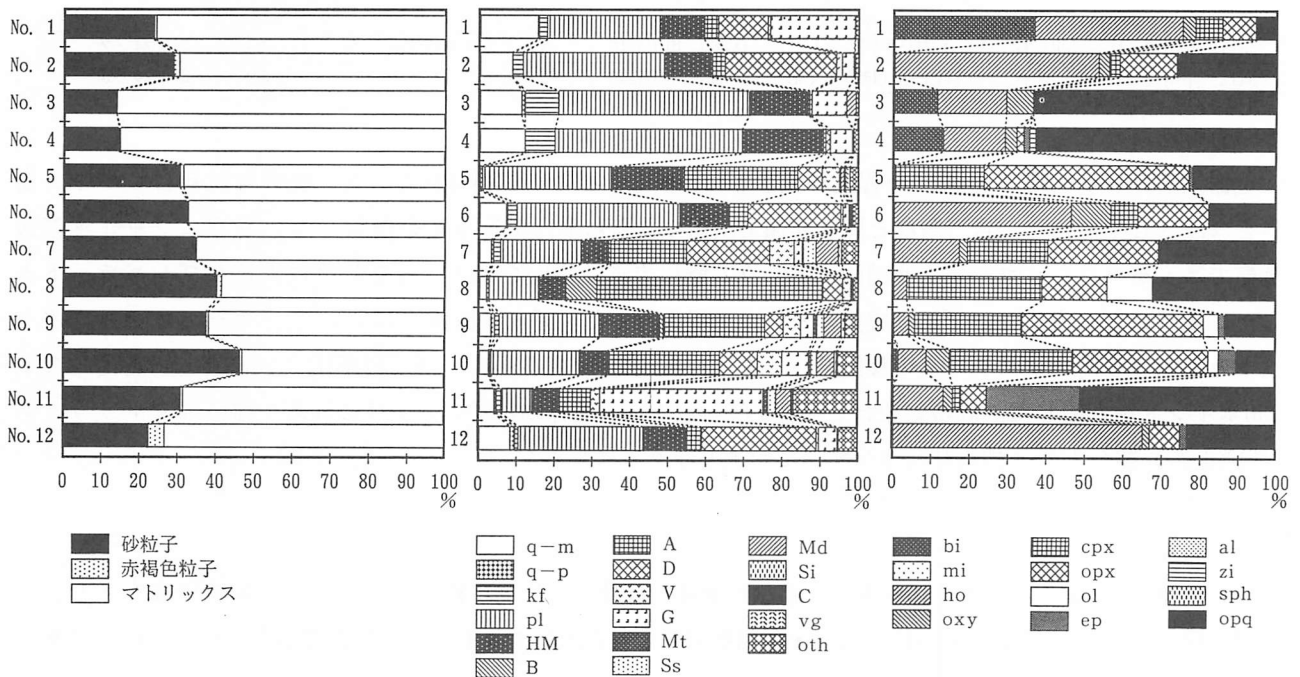 No. 1
No. 2
No. 3
No. 4
No. 5
No. 6
No. 7
No. 8
No. 9
No. 10
No. 11
No. 12
0 10 20 30 40 50 60 70 80 90 100
%
砂粒子
赤褐色粒子
マトリックス
1
2
3
4
5
6
7
8
9
10
11
12
0 10 20 30 40 50 60 70 80 90 100
%
q-m
q-p
kf
pl
HM
B
A
D
V
G
Mt
Ss
Md
Si
C
vg
oth
1
2
3
4
5
6
7
8
9
10
11
12
0 10 20 30 40 50 60 70 80 90 100
%
bi
mi
ho
oxy
cpx
opx
ol
ep
al
zi
sph
opq